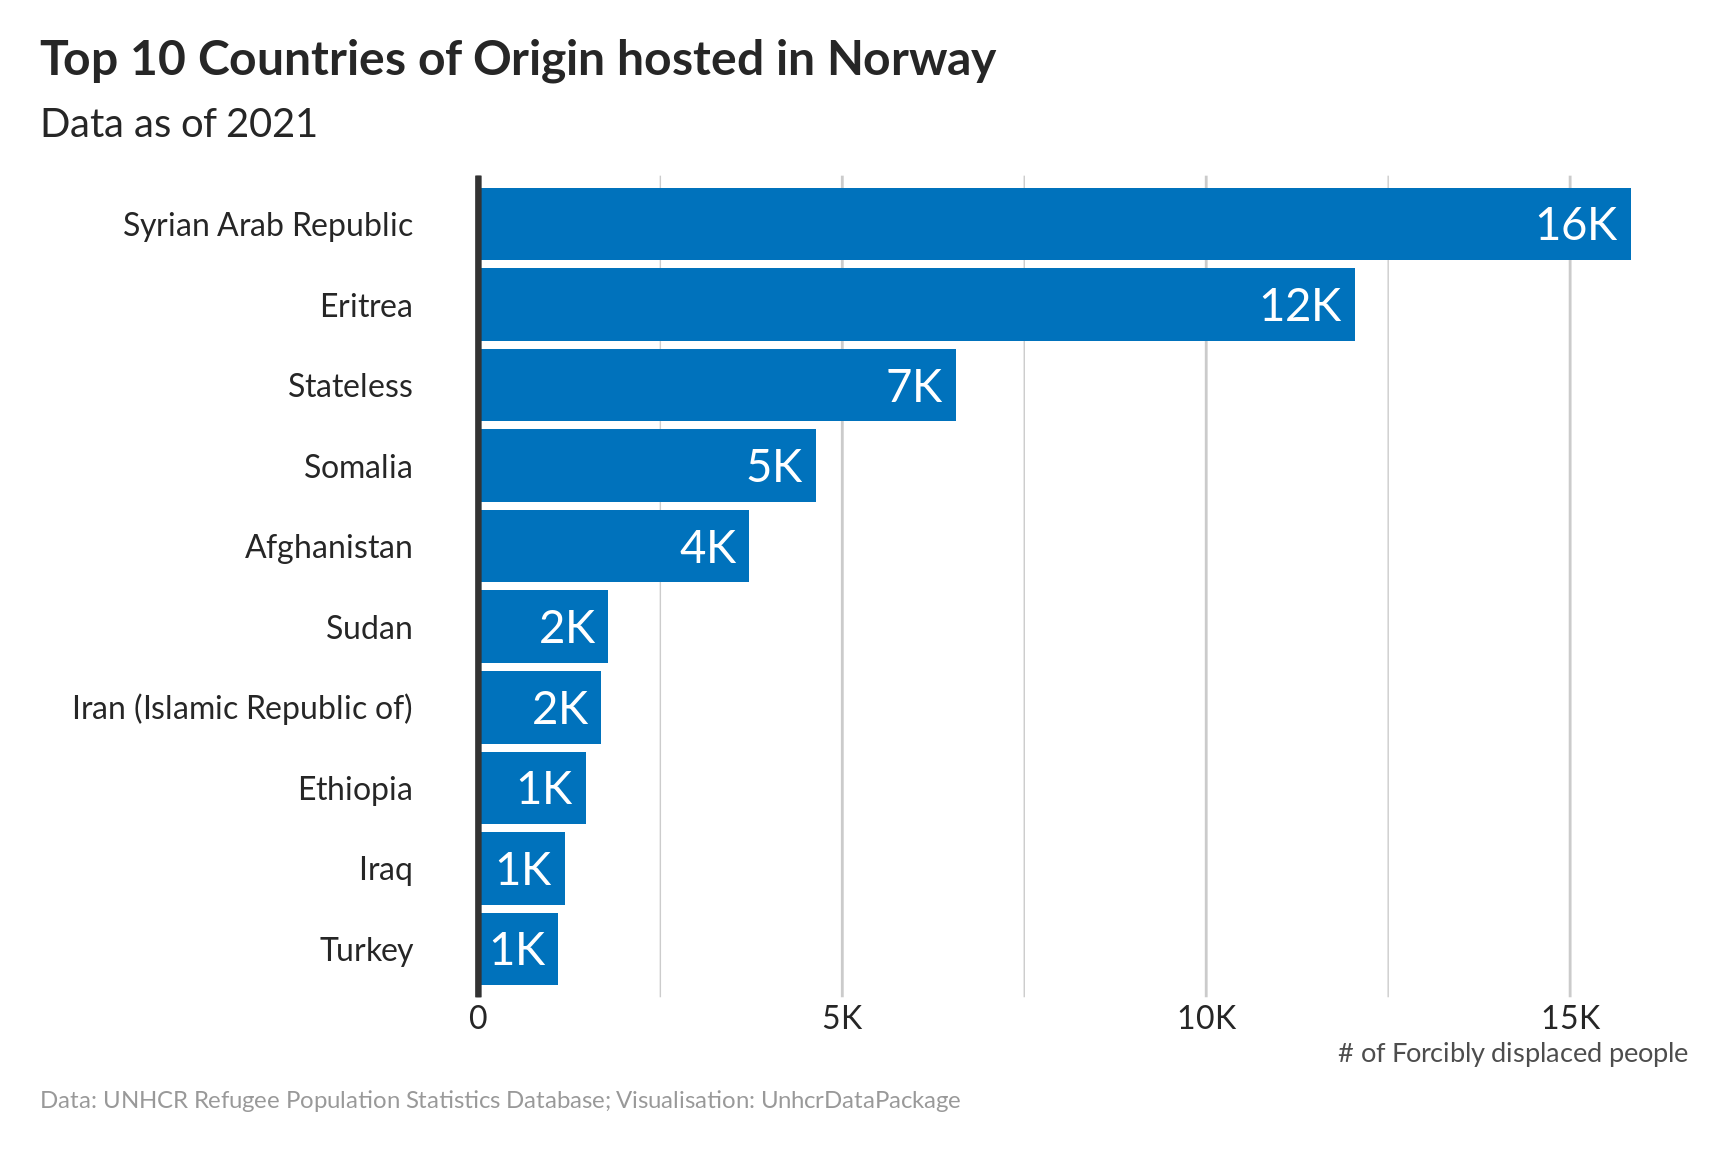 Top 10 Countries of Origin hosted in Norway
Data as of 2021
Syrian Arab Republic 16K
Eritrea 12K
Stateless 7K
Somalia 5K
Afghanistan 4K
Sudan 2K
Iran (Islamic Republic of) 2K
Ethiopia 1K
Iraq 1K
Turkey 1K
0 5K 10K 15K
# of Forcibly displaced people
Data: UNHCR Refugee Population Statistics Database; Visualisation: UnhcrDataPackage